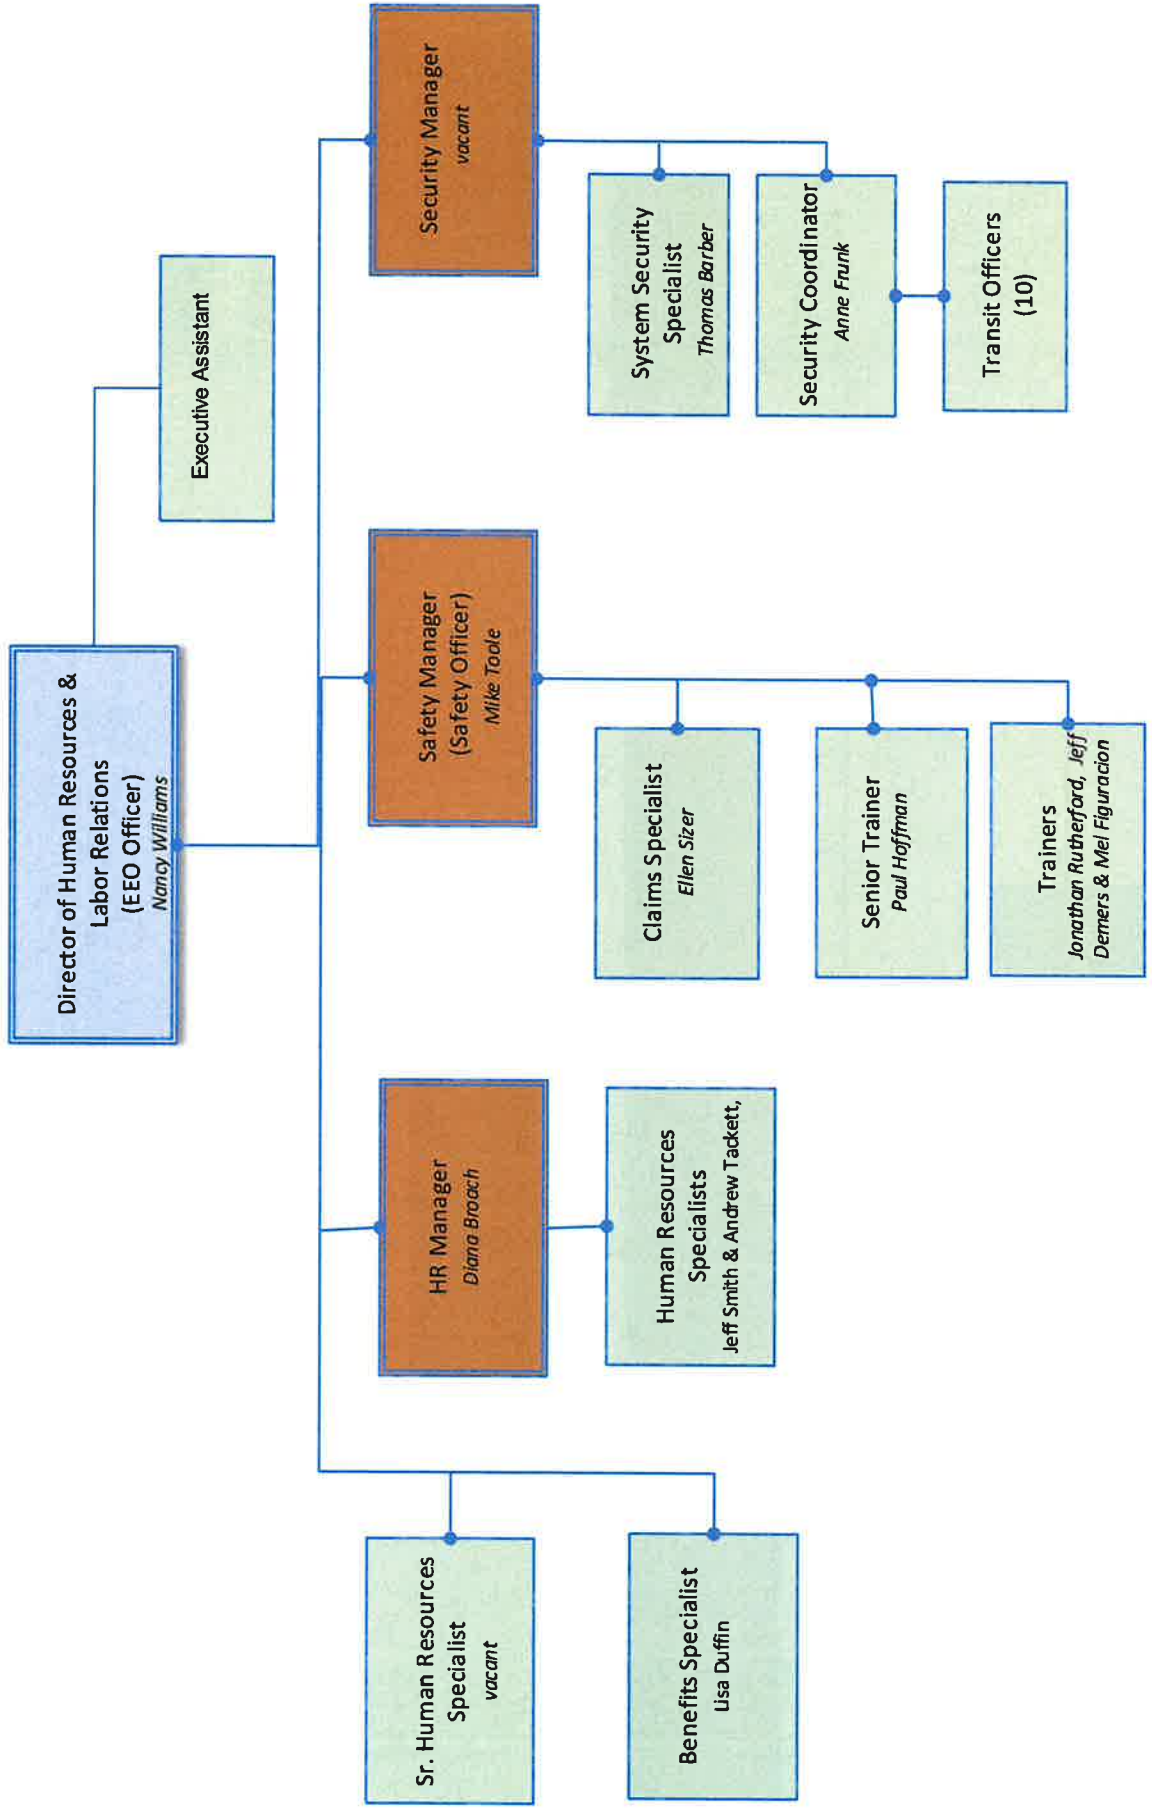 Director of Human Resources &
Labor Relations
(EEO Officer)
Nancy Williams
Executive Assistant
Sr. Human Resources
Specialist
vacant
Benefits Specialist
Lisa Duffin
HR Manager
Diana Broach
Human Resources
Specialists
Jeff Smith & Andrew Tackett,
Safety Manager
(Safety Officer)
Mike Toole
Claims Specialist
Ellen Sizer
Senior Trainer
Paul Hoffman
Trainers
Jonathan Rutherford, Jeff
Demers & Mel Figuracion
Security Manager
vacant
System Security
Specialist
Thomas Barber
Security Coordinator
Anne Frunk
Transit Officers
(10)